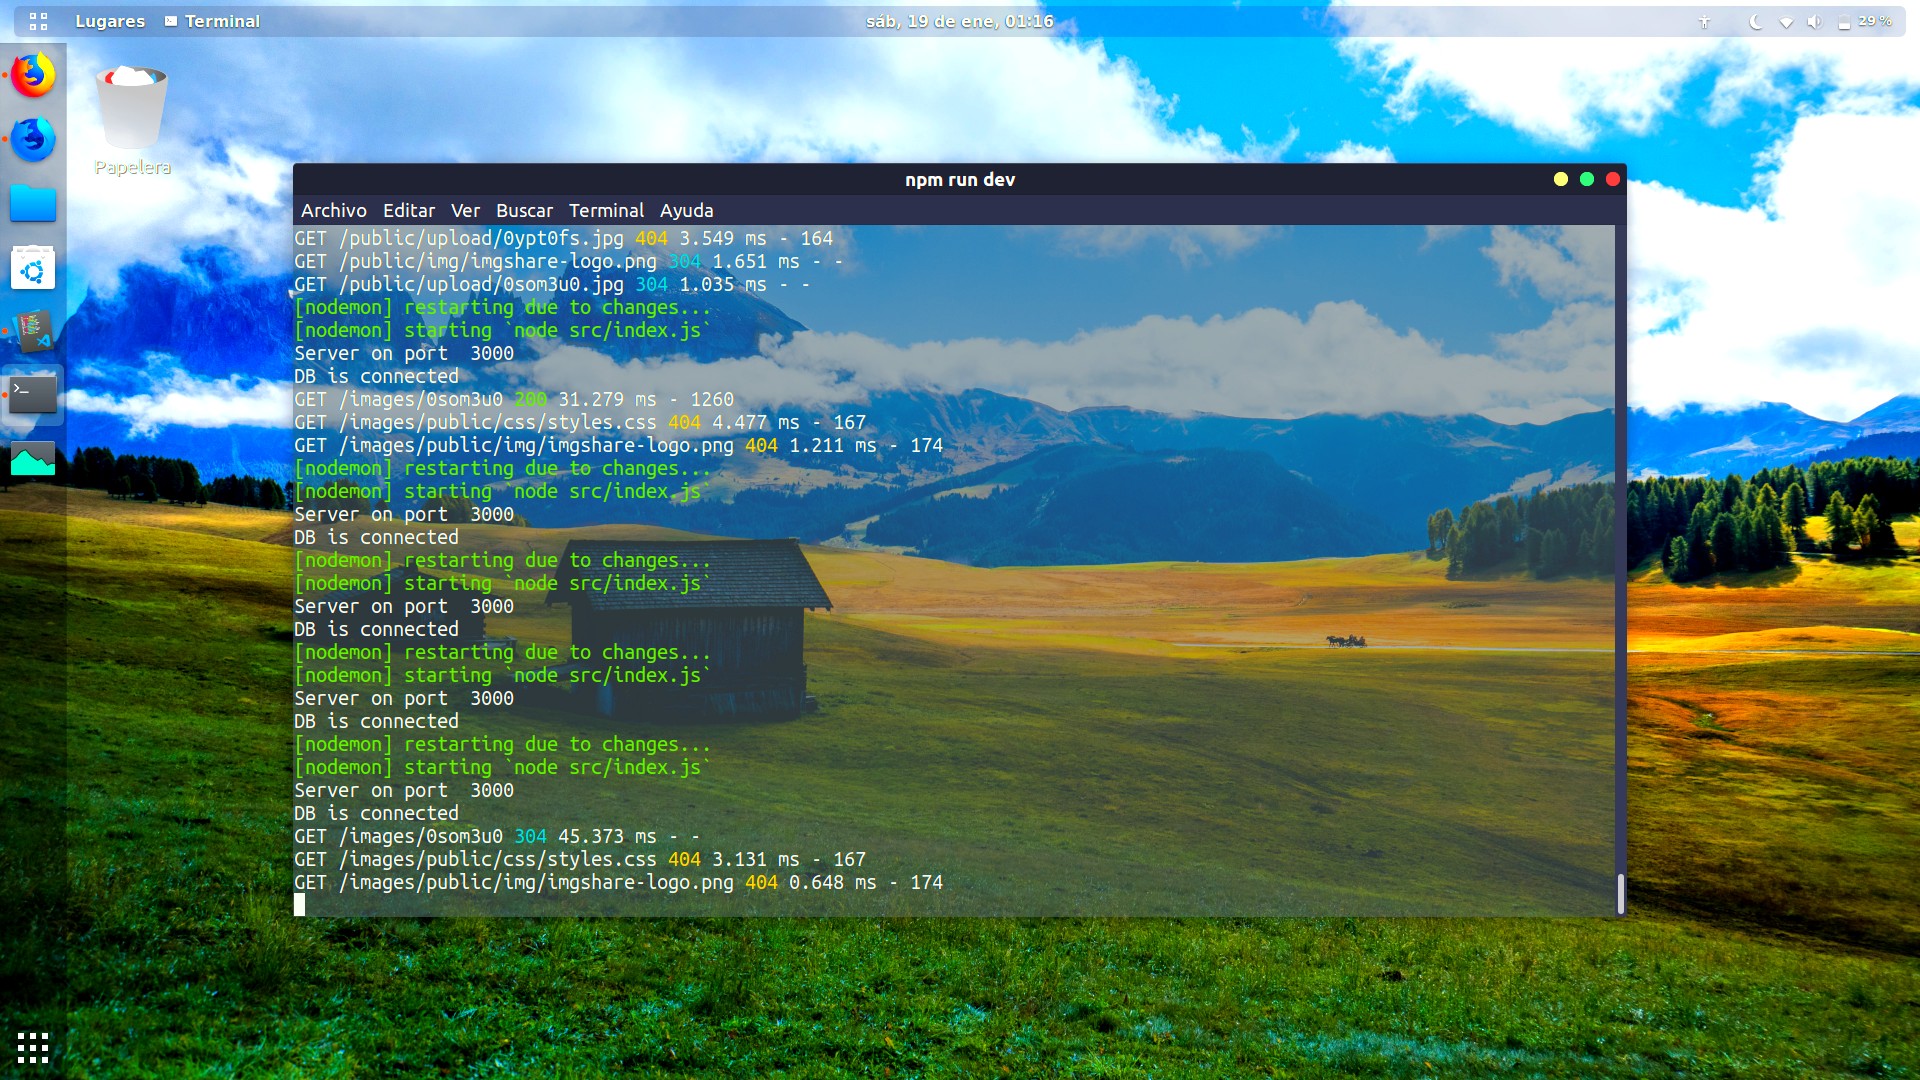 Lugares Terminal sáb, 19 de ene, 01:16 29 %
Papelera
npm run dev
Archivo Editar Ver Buscar Terminal Ayuda
GET /public/upload/0ypt0fs.jpg 404 3.549 ms - 164
GET /public/img/imgshare-logo.png 304 1.651 ms - -
GET /public/upload/0som3u0.jpg 304 1.035 ms - -
[nodemon] restarting due to changes...
[nodemon] starting `node src/index.js`
Server on port  3000
DB is connected
GET /images/0som3u0 200 31.279 ms - 1260
GET /images/public/css/styles.css 404 4.477 ms - 167
GET /images/public/img/imgshare-logo.png 404 1.211 ms - 174
[nodemon] restarting due to changes...
[nodemon] starting `node src/index.js`
Server on port  3000
DB is connected
[nodemon] restarting due to changes...
[nodemon] starting `node src/index.js`
Server on port  3000
DB is connected
[nodemon] restarting due to changes...
[nodemon] starting `node src/index.js`
Server on port  3000
DB is connected
[nodemon] restarting due to changes...
[nodemon] starting `node src/index.js`
Server on port  3000
DB is connected
GET /images/0som3u0 304 45.373 ms - -
GET /images/public/css/styles.css 404 3.131 ms - 167
GET /images/public/img/imgshare-logo.png 404 0.648 ms - 174